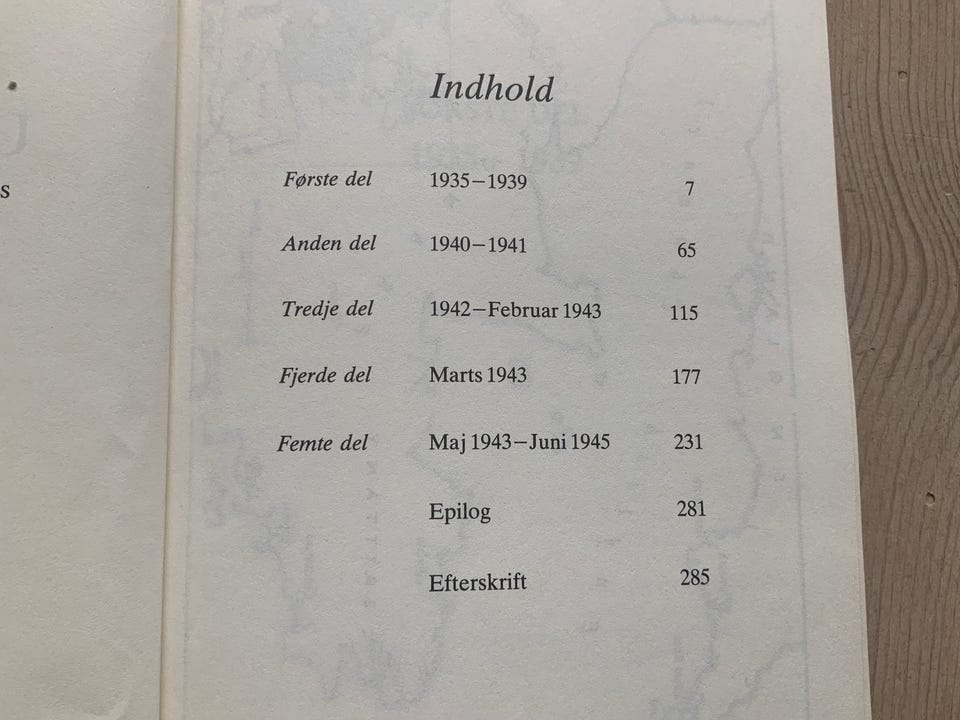 Indhold
Første del 1935–1939 7
Anden del 1940–1941 65
Tredje del 1942–Februar 1943 115
Fjerde del Marts 1943 177
Femte del Maj 1943–Juni 1945 231
Epilog 281
Efterskrift 285